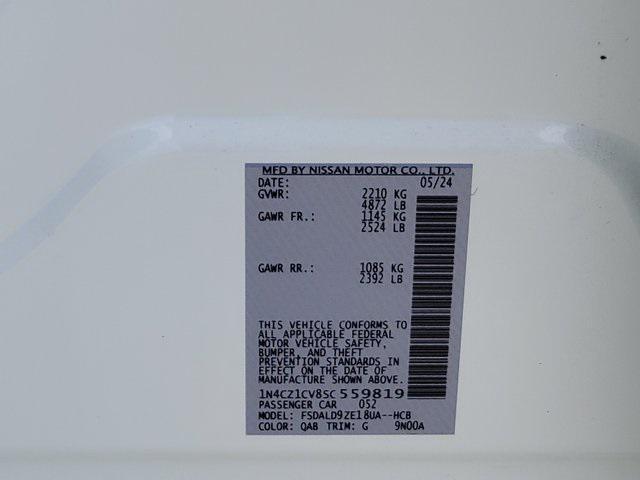 MFD BY NISSAN MOTOR CO., LTD.
DATE: 05/24
GVWR: 2210 KG
4872 LB
GAWR FR.: 1145 KG
2524 LB
GAWR RR.: 1085 KG
2392 LB
THIS VEHICLE CONFORMS TO
ALL APPLICABLE FEDERAL
MOTOR VEHICLE SAFETY,
BUMPER, AND THEFT
PREVENTION STANDARDS IN
EFFECT ON THE DATE OF
MANUFACTURE SHOWN ABOVE.
1N4CZ1CV8SC559819
PASSENGER CAR 052
MODEL: FSDALD9ZE18UA--HCB
COLOR: QAB TRIM: G 9N00A